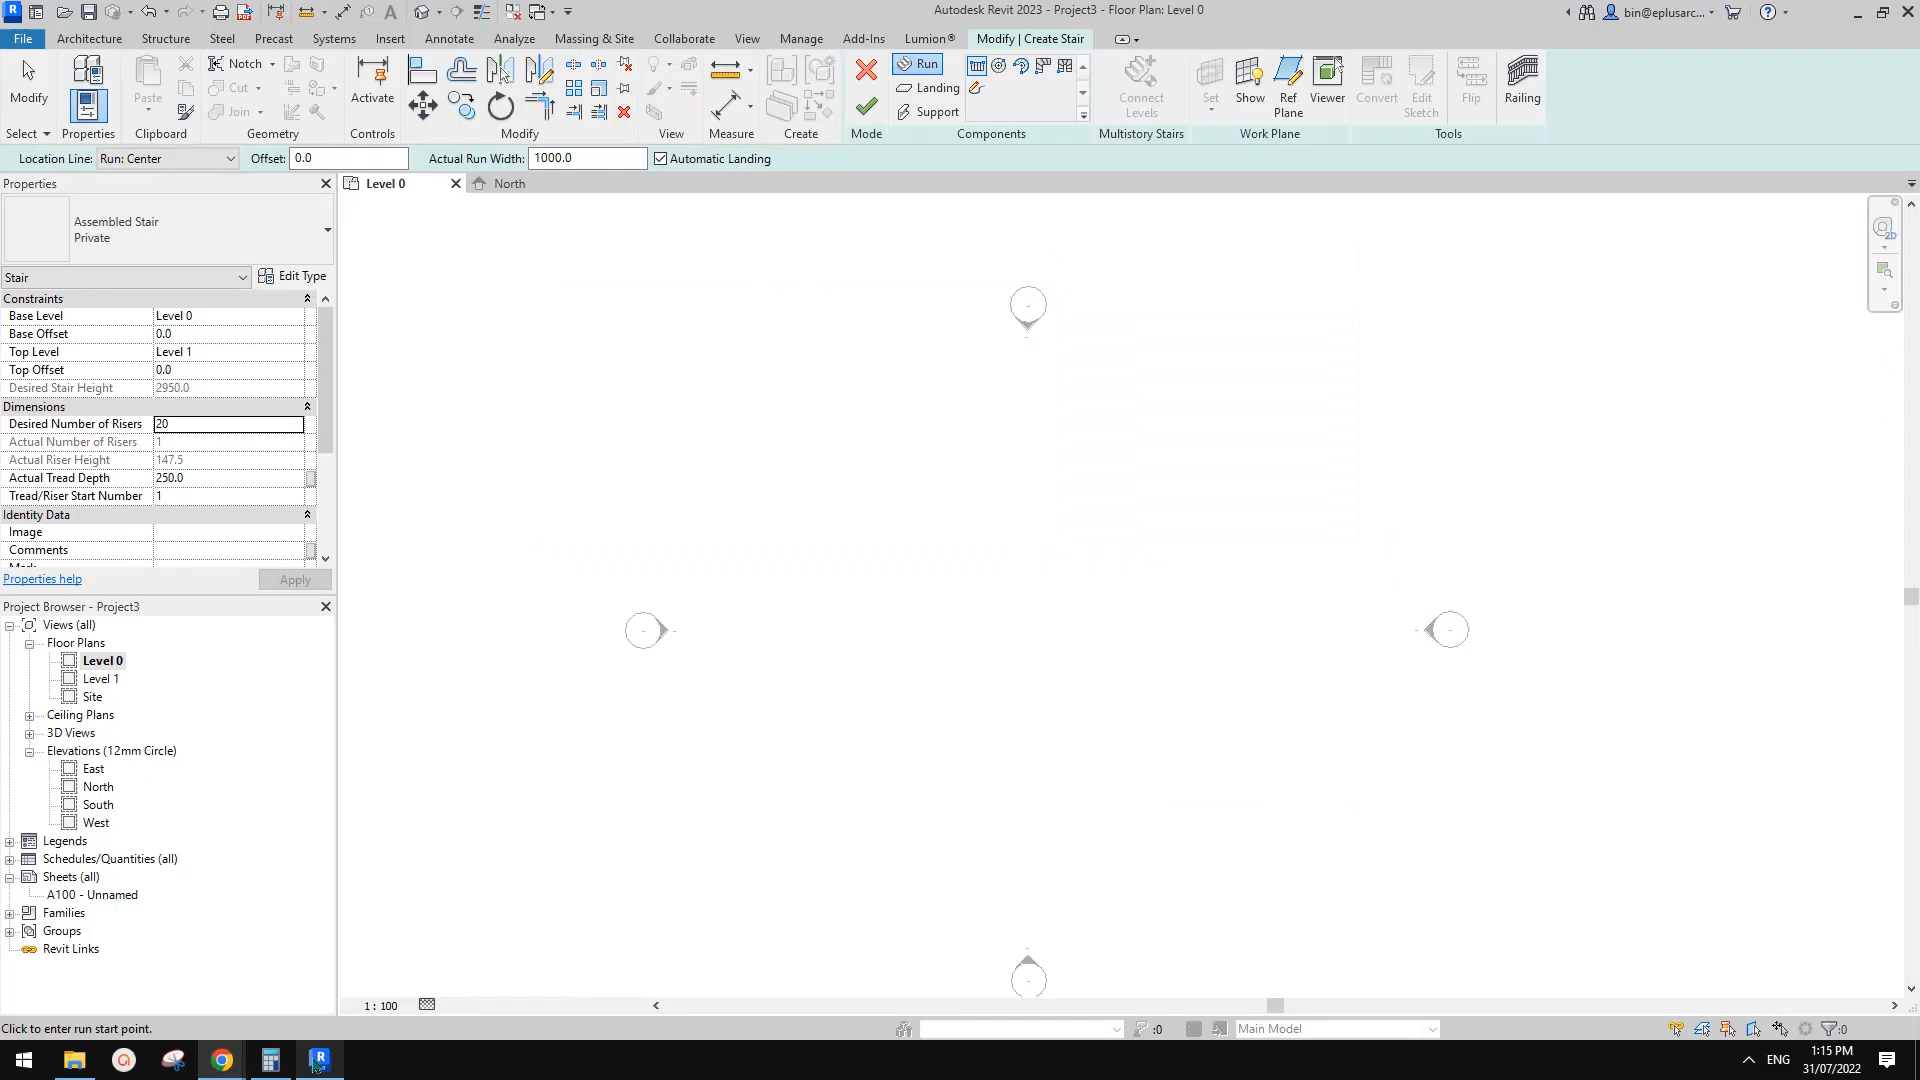 Autodesk Revit 2023 - Project3 - Floor Plan: Level 0
bin@eplusarc...
File Architecture Structure Steel Precast Systems Insert Annotate Analyze Massing & Site Collaborate View Manage Add-Ins Lumion® Modify | Create Stair
Notch Run
Cut Landing
Join Support
Modify Paste Activate Connect Levels Set Show Ref Plane Viewer Convert Edit Sketch Flip Railing
Select Properties Clipboard Geometry Controls Modify View Measure Create Mode Components Multistory Stairs Work Plane Tools
Location Line: Run: Center Offset: 0.0 Actual Run Width: 1000.0 Automatic Landing
Properties
Level 0 North
Assembled Stair
Private
Stair Edit Type
Constraints
Base Level Level 0
Base Offset 0.0
Top Level Level 1
Top Offset 0.0
Desired Stair Height 2950.0
Dimensions
Desired Number of Risers 20
Actual Number of Risers 1
Actual Riser Height 147.5
Actual Tread Depth 250.0
Tread/Riser Start Number 1
Identity Data
Image
Comments
Properties help Apply
Project Browser - Project3
Views (all)
Floor Plans
Level 0
Level 1
Site
Ceiling Plans
3D Views
Elevations (12mm Circle)
East
North
South
West
Legends
Schedules/Quantities (all)
Sheets (all)
A100 - Unnamed
Families
Groups
Revit Links
1 : 100
Click to enter run start point. :0 Main Model :0
ENG 1:15 PM
31/07/2022